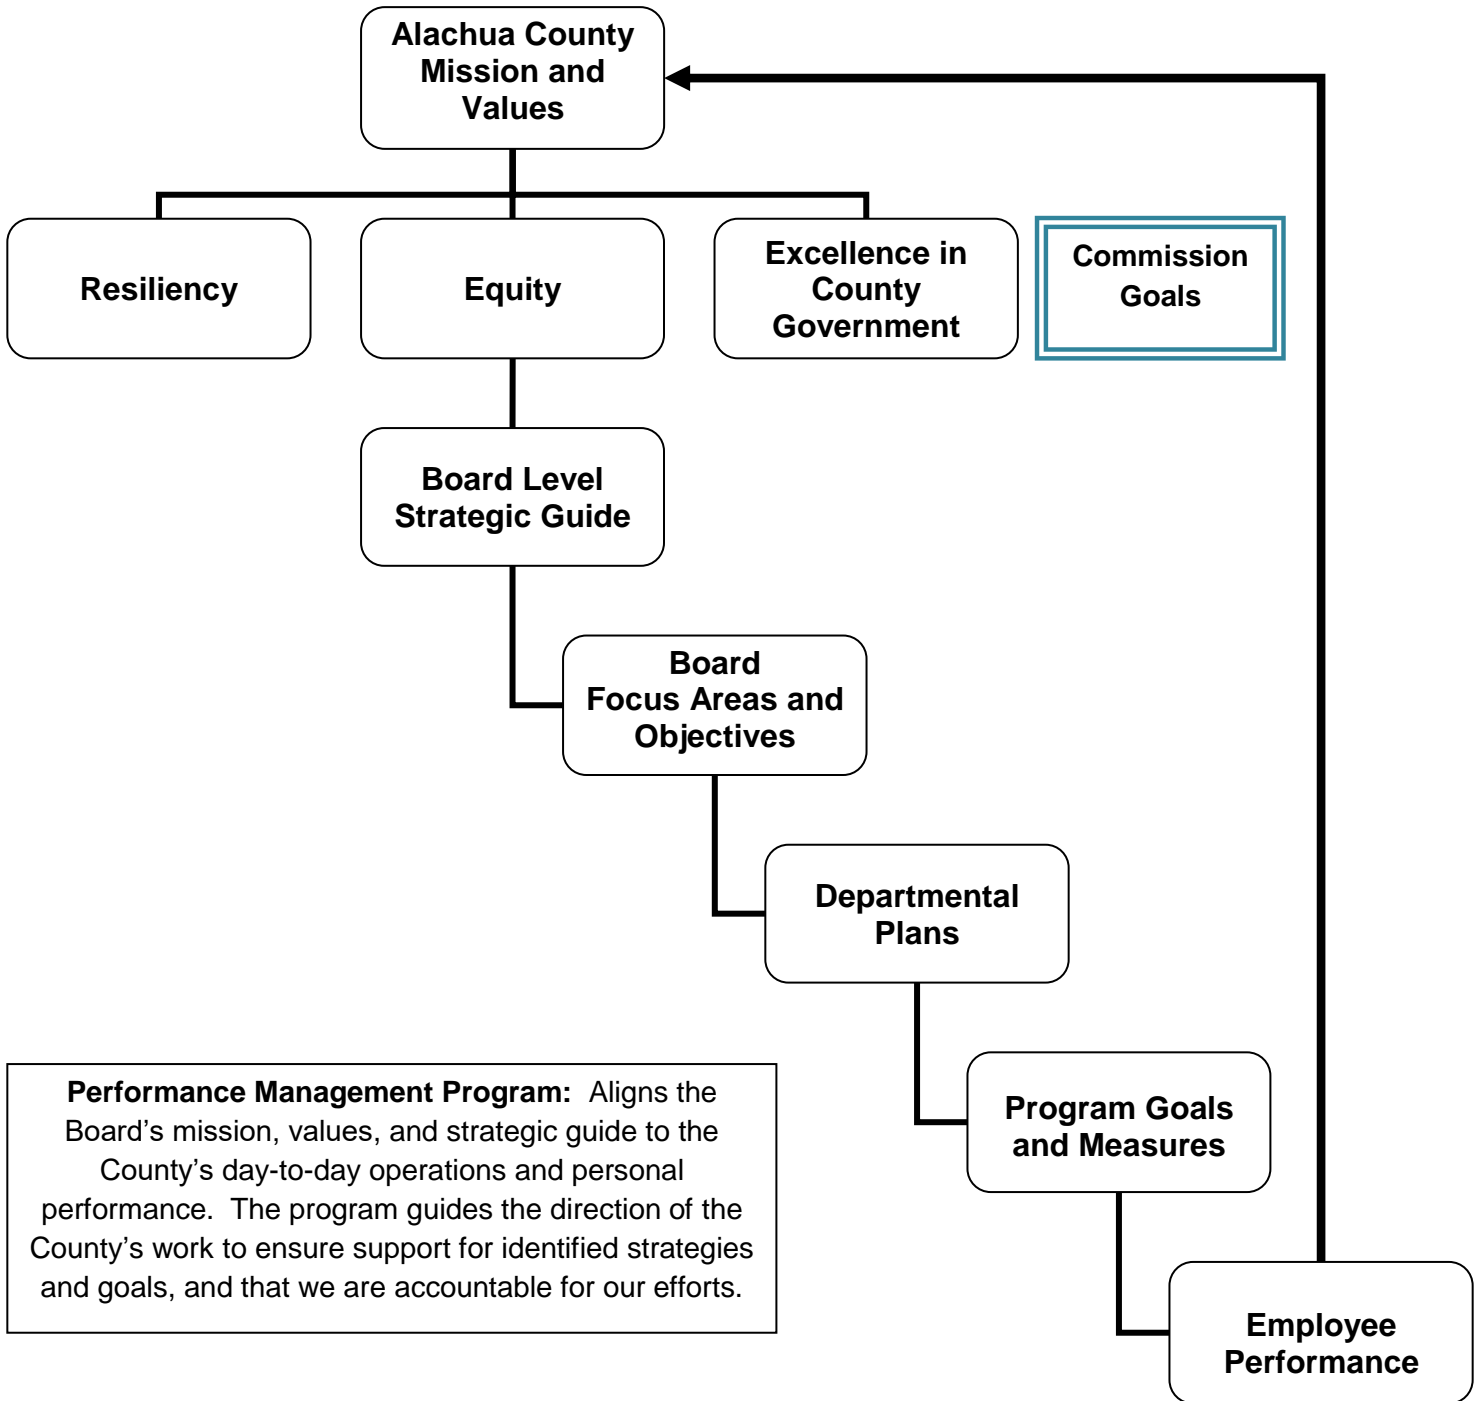 Alachua County
Mission and
Values
Resiliency
Equity
Excellence in
County
Government
Commission
Goals
Board Level
Strategic Guide
Board
Focus Areas and
Objectives
Departmental
Plans
Program Goals
and Measures
Employee
Performance
Performance Management Program:  Aligns the
Board’s mission, values, and strategic guide to the
County’s day-to-day operations and personal
performance.  The program guides the direction of the
County’s work to ensure support for identified strategies
and goals, and that we are accountable for our efforts.